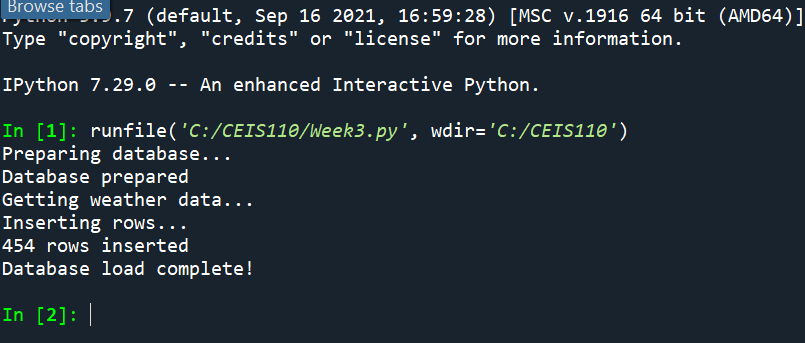 Browse tabs
(default, Sep 16 2021, 16:59:28) [MSC v.1916 64 bit (AMD64)]
Type "copyright", "credits" or "license" for more information.
IPython 7.29.0 -- An enhanced Interactive Python.
In [1]: runfile('C:/CEIS110/Week3.py', wdir='C:/CEIS110')
Preparing database...
Database prepared
Getting weather data...
Inserting rows...
454 rows inserted
Database load complete!
In [2]: